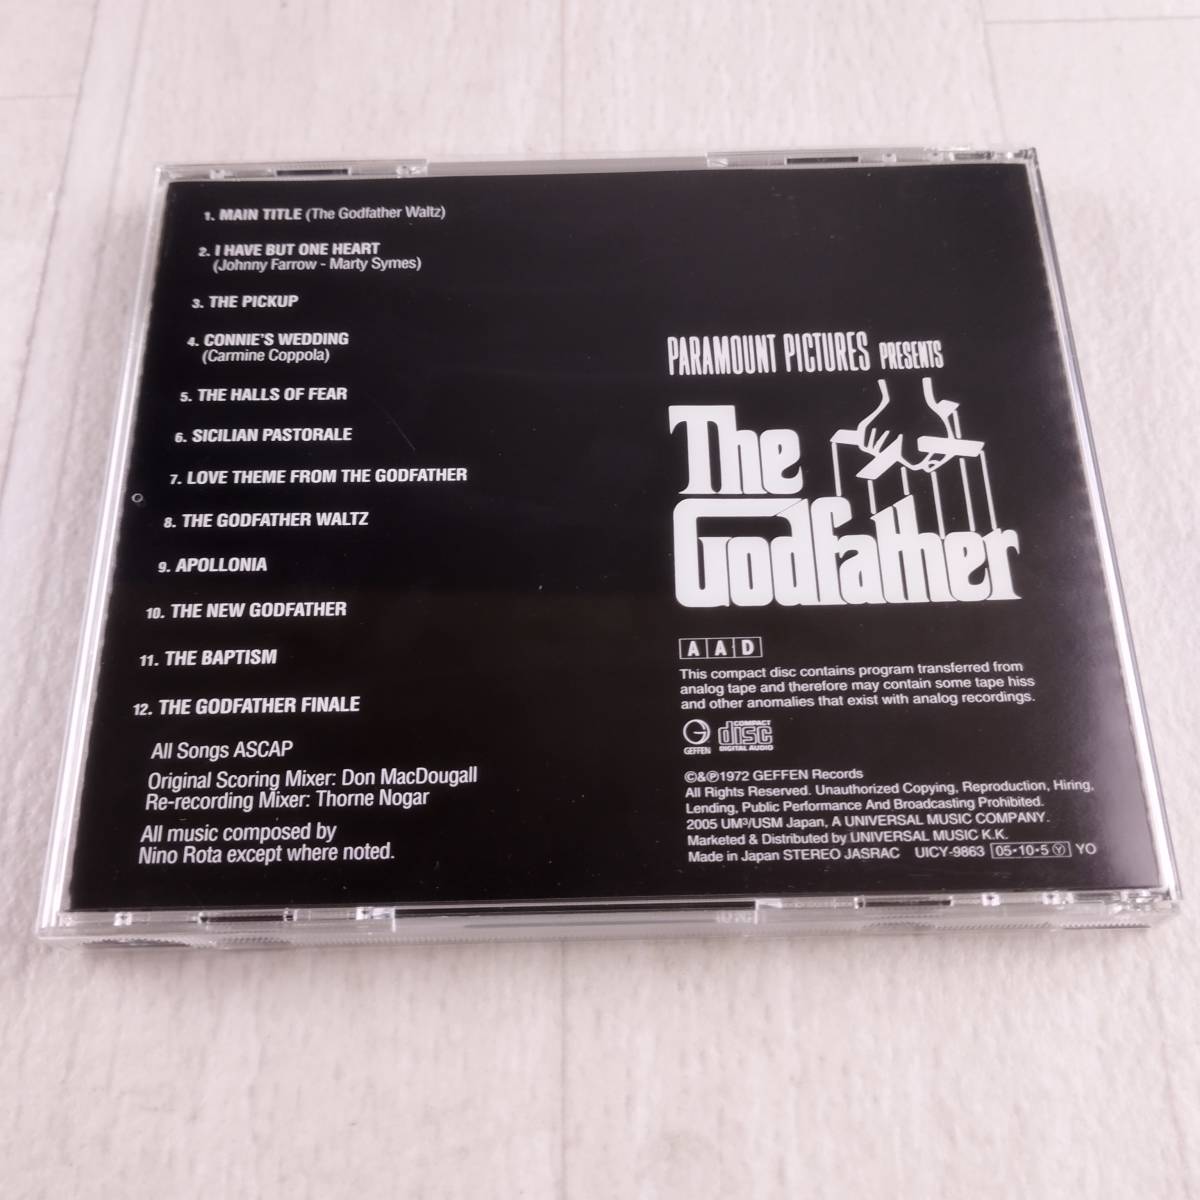 1. MAIN TITLE (The Godfather Waltz)
2. I HAVE BUT ONE HEART
(Johnny Farrow - Marty Symes)
3. THE PICKUP
4. CONNIE'S WEDDING
(Carmine Coppola)
5. THE HALLS OF FEAR
6. SICILIAN PASTORALE
7. LOVE THEME FROM THE GODFATHER
8. THE GODFATHER WALTZ
9. APOLLONIA
10. THE NEW GODFATHER
11. THE BAPTISM
12. THE GODFATHER FINALE
All Songs ASCAP
Original Scoring Mixer: Don MacDougall
Re-recording Mixer: Thorne Nogar
All music composed by
Nino Rota except where noted.
PARAMOUNT PICTURES PRESENTS
The
Godfather
A A D
This compact disc contains program transferred from
analog tape and therefore may contain some tape hiss
and other anomalies that exist with analog recordings.
GEFFEN
COMPACT
disc
DIGITAL AUDIO
©&℗1972 GEFFEN Records
All Rights Reserved. Unauthorized Copying, Reproduction, Hiring,
Lending, Public Performance And Broadcasting Prohibited.
2005 UM³/USM Japan, A UNIVERSAL MUSIC COMPANY.
Marketed & Distributed by UNIVERSAL MUSIC K.K.
Made in Japan STEREO JASRAC UICY-9863 05·10·5 Ⓨ YO